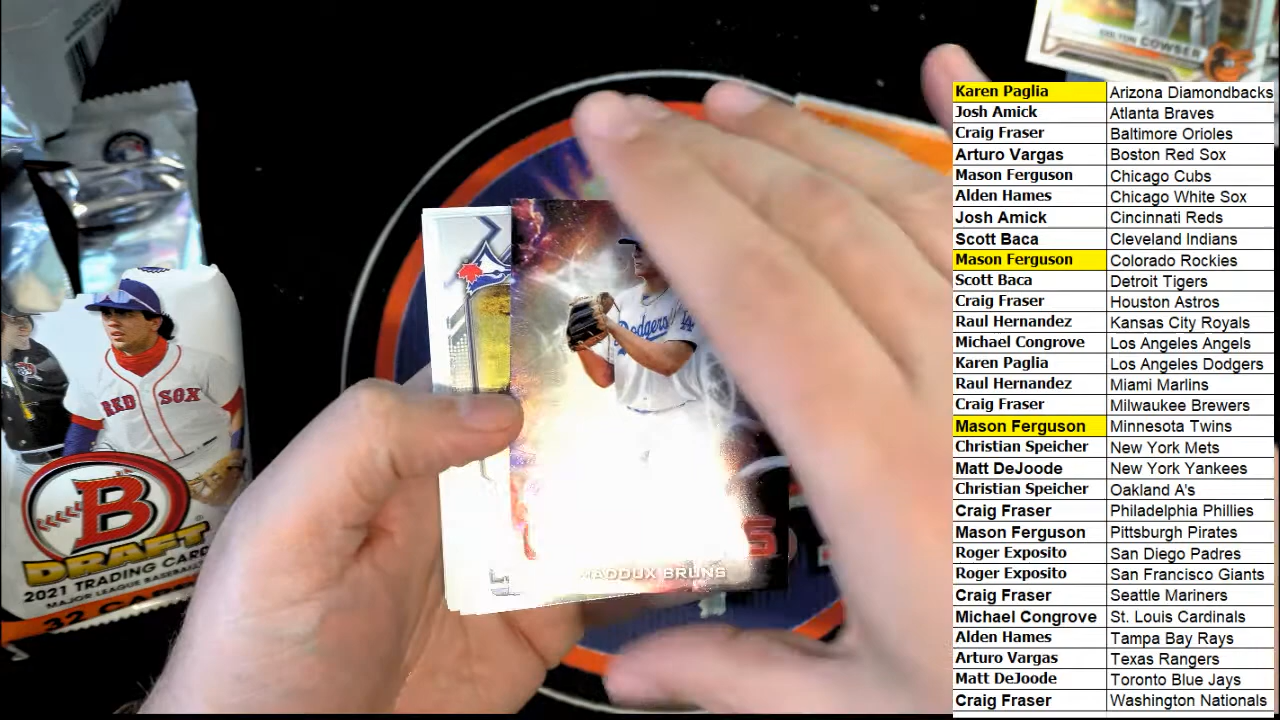 COWSER
Karen Paglia Arizona Diamondbacks
Josh Amick Atlanta Braves
Craig Fraser Baltimore Orioles
Arturo Vargas Boston Red Sox
Mason Ferguson Chicago Cubs
Alden Hames Chicago White Sox
Josh Amick Cincinnati Reds
Scott Baca Cleveland Indians
Mason Ferguson Colorado Rockies
Scott Baca Detroit Tigers
Craig Fraser Houston Astros
Raul Hernandez Kansas City Royals
Michael Congrove Los Angeles Angels
Karen Paglia Los Angeles Dodgers
Raul Hernandez Miami Marlins
Craig Fraser Milwaukee Brewers
Mason Ferguson Minnesota Twins
Christian Speicher New York Mets
Matt DeJoode New York Yankees
Christian Speicher Oakland A's
Craig Fraser Philadelphia Phillies
Mason Ferguson Pittsburgh Pirates
Roger Exposito San Diego Padres
Roger Exposito San Francisco Giants
Craig Fraser Seattle Mariners
Michael Congrove St. Louis Cardinals
Alden Hames Tampa Bay Rays
Arturo Vargas Texas Rangers
Matt DeJoode Toronto Blue Jays
Craig Fraser Washington Nationals
Dodgers 14
MADDUX BRUNS
RED SOX
B
DRAFT
2021 TRADING CARDS
MAJOR LEAGUE BASEBALL
32 CARDS